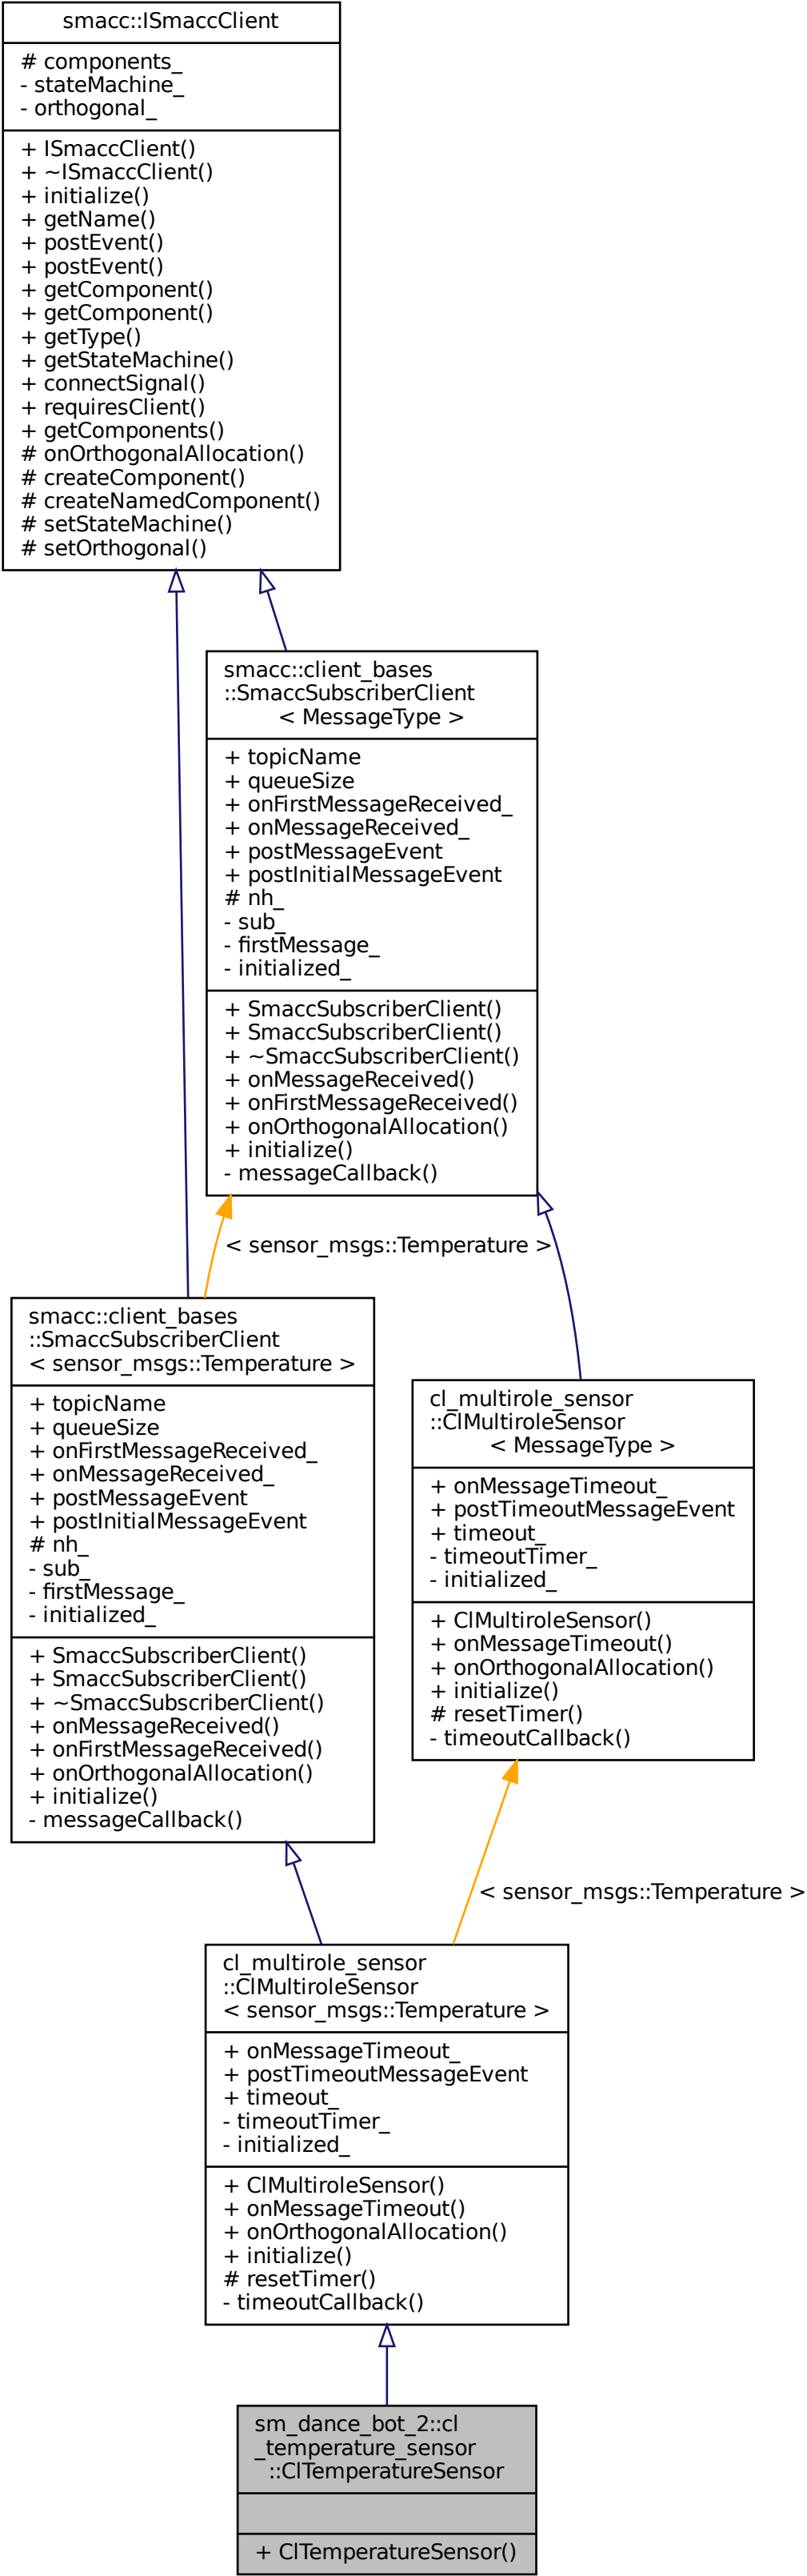 smacc::ISmaccClient
# components_
- stateMachine_
- orthogonal_
+ ISmaccClient()
+ ~ISmaccClient()
+ initialize()
+ getName()
+ postEvent()
+ postEvent()
+ getComponent()
+ getComponent()
+ getType()
+ getStateMachine()
+ connectSignal()
+ requiresClient()
+ getComponents()
# onOrthogonalAllocation()
# createComponent()
# createNamedComponent()
# setStateMachine()
# setOrthogonal()
smacc::client_bases
::SmaccSubscriberClient
< MessageType >
+ topicName
+ queueSize
+ onFirstMessageReceived_
+ onMessageReceived_
+ postMessageEvent
+ postInitialMessageEvent
# nh_
- sub_
- firstMessage_
- initialized_
+ SmaccSubscriberClient()
+ SmaccSubscriberClient()
+ ~SmaccSubscriberClient()
+ onMessageReceived()
+ onFirstMessageReceived()
+ onOrthogonalAllocation()
+ initialize()
- messageCallback()
< sensor_msgs::Temperature >
smacc::client_bases
::SmaccSubscriberClient
< sensor_msgs::Temperature >
+ topicName
+ queueSize
+ onFirstMessageReceived_
+ onMessageReceived_
+ postMessageEvent
+ postInitialMessageEvent
# nh_
- sub_
- firstMessage_
- initialized_
+ SmaccSubscriberClient()
+ SmaccSubscriberClient()
+ ~SmaccSubscriberClient()
+ onMessageReceived()
+ onFirstMessageReceived()
+ onOrthogonalAllocation()
+ initialize()
- messageCallback()
cl_multirole_sensor
::ClMultiroleSensor
< MessageType >
+ onMessageTimeout_
+ postTimeoutMessageEvent
+ timeout_
- timeoutTimer_
- initialized_
+ ClMultiroleSensor()
+ onMessageTimeout()
+ onOrthogonalAllocation()
+ initialize()
# resetTimer()
- timeoutCallback()
< sensor_msgs::Temperature >
cl_multirole_sensor
::ClMultiroleSensor
< sensor_msgs::Temperature >
+ onMessageTimeout_
+ postTimeoutMessageEvent
+ timeout_
- timeoutTimer_
- initialized_
+ ClMultiroleSensor()
+ onMessageTimeout()
+ onOrthogonalAllocation()
+ initialize()
# resetTimer()
- timeoutCallback()
sm_dance_bot_2::cl
_temperature_sensor
::ClTemperatureSensor
+ ClTemperatureSensor()